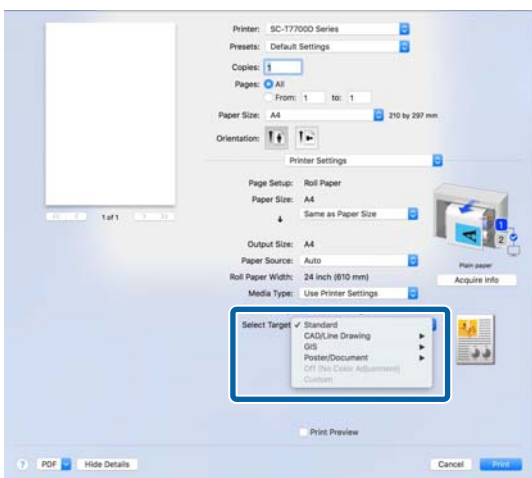 Printer: SC-T7700D Series
Presets: Default Settings
Copies: 1
Pages: All
From: 1 to: 1
Paper Size: A4 210 by 297 mm
Orientation:
Printer Settings
Page Setup: Roll Paper
Paper Size: A4
Same as Paper Size
Output Size: A4
Paper Source: Auto
Roll Paper Width: 24 inch (610 mm)
Media Type: Use Printer Settings
1 of 1
1
2
Plain paper
Acquire Info
Select Target ✓ Standard
CAD/Line Drawing
GIS
Poster/Document
Off (No Color Adjustment)
Custom
Print Preview
? PDF Hide Details Cancel Print